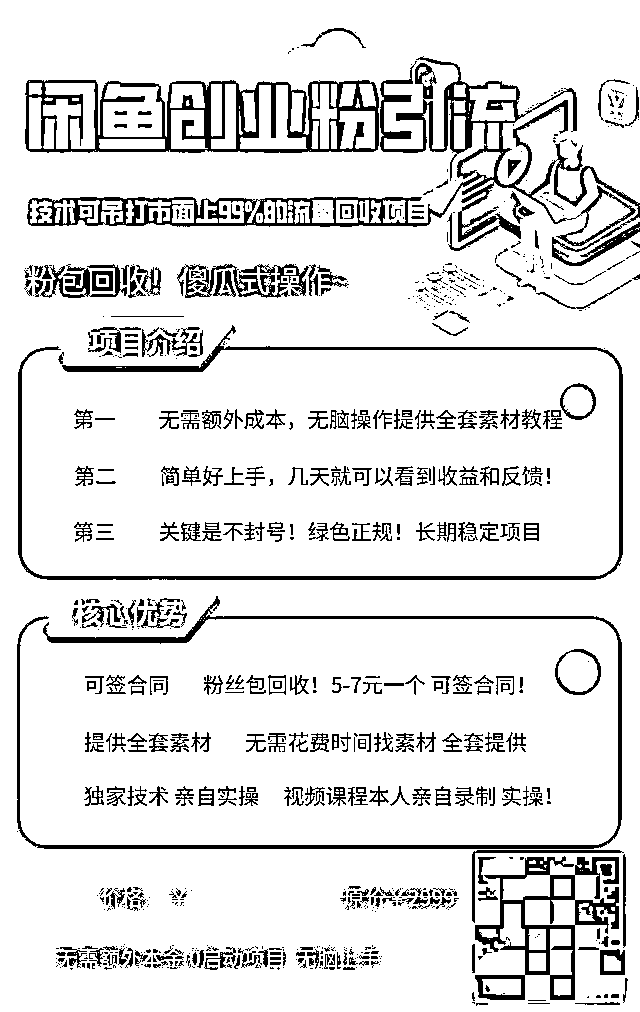 闲鱼创业粉引流
技术可吊打市面上99%的流量回收项目
粉包回收！ 傻瓜式操作~
项目介绍
第一 无需额外成本，无脑操作提供全套素材教程
第二 简单好上手，几天就可以看到收益和反馈！
第三 关键是不封号！绿色正规！长期稳定项目
核心优势
可签合同 粉丝包回收！5-7元一个 可签合同！
提供全套素材 无需花费时间找素材 全套提供
独家技术 亲自实操 视频课程本人亲自录制 实操！
价格 ￥ 原价￥2999
无需额外本金 0启动项目 无脑上手